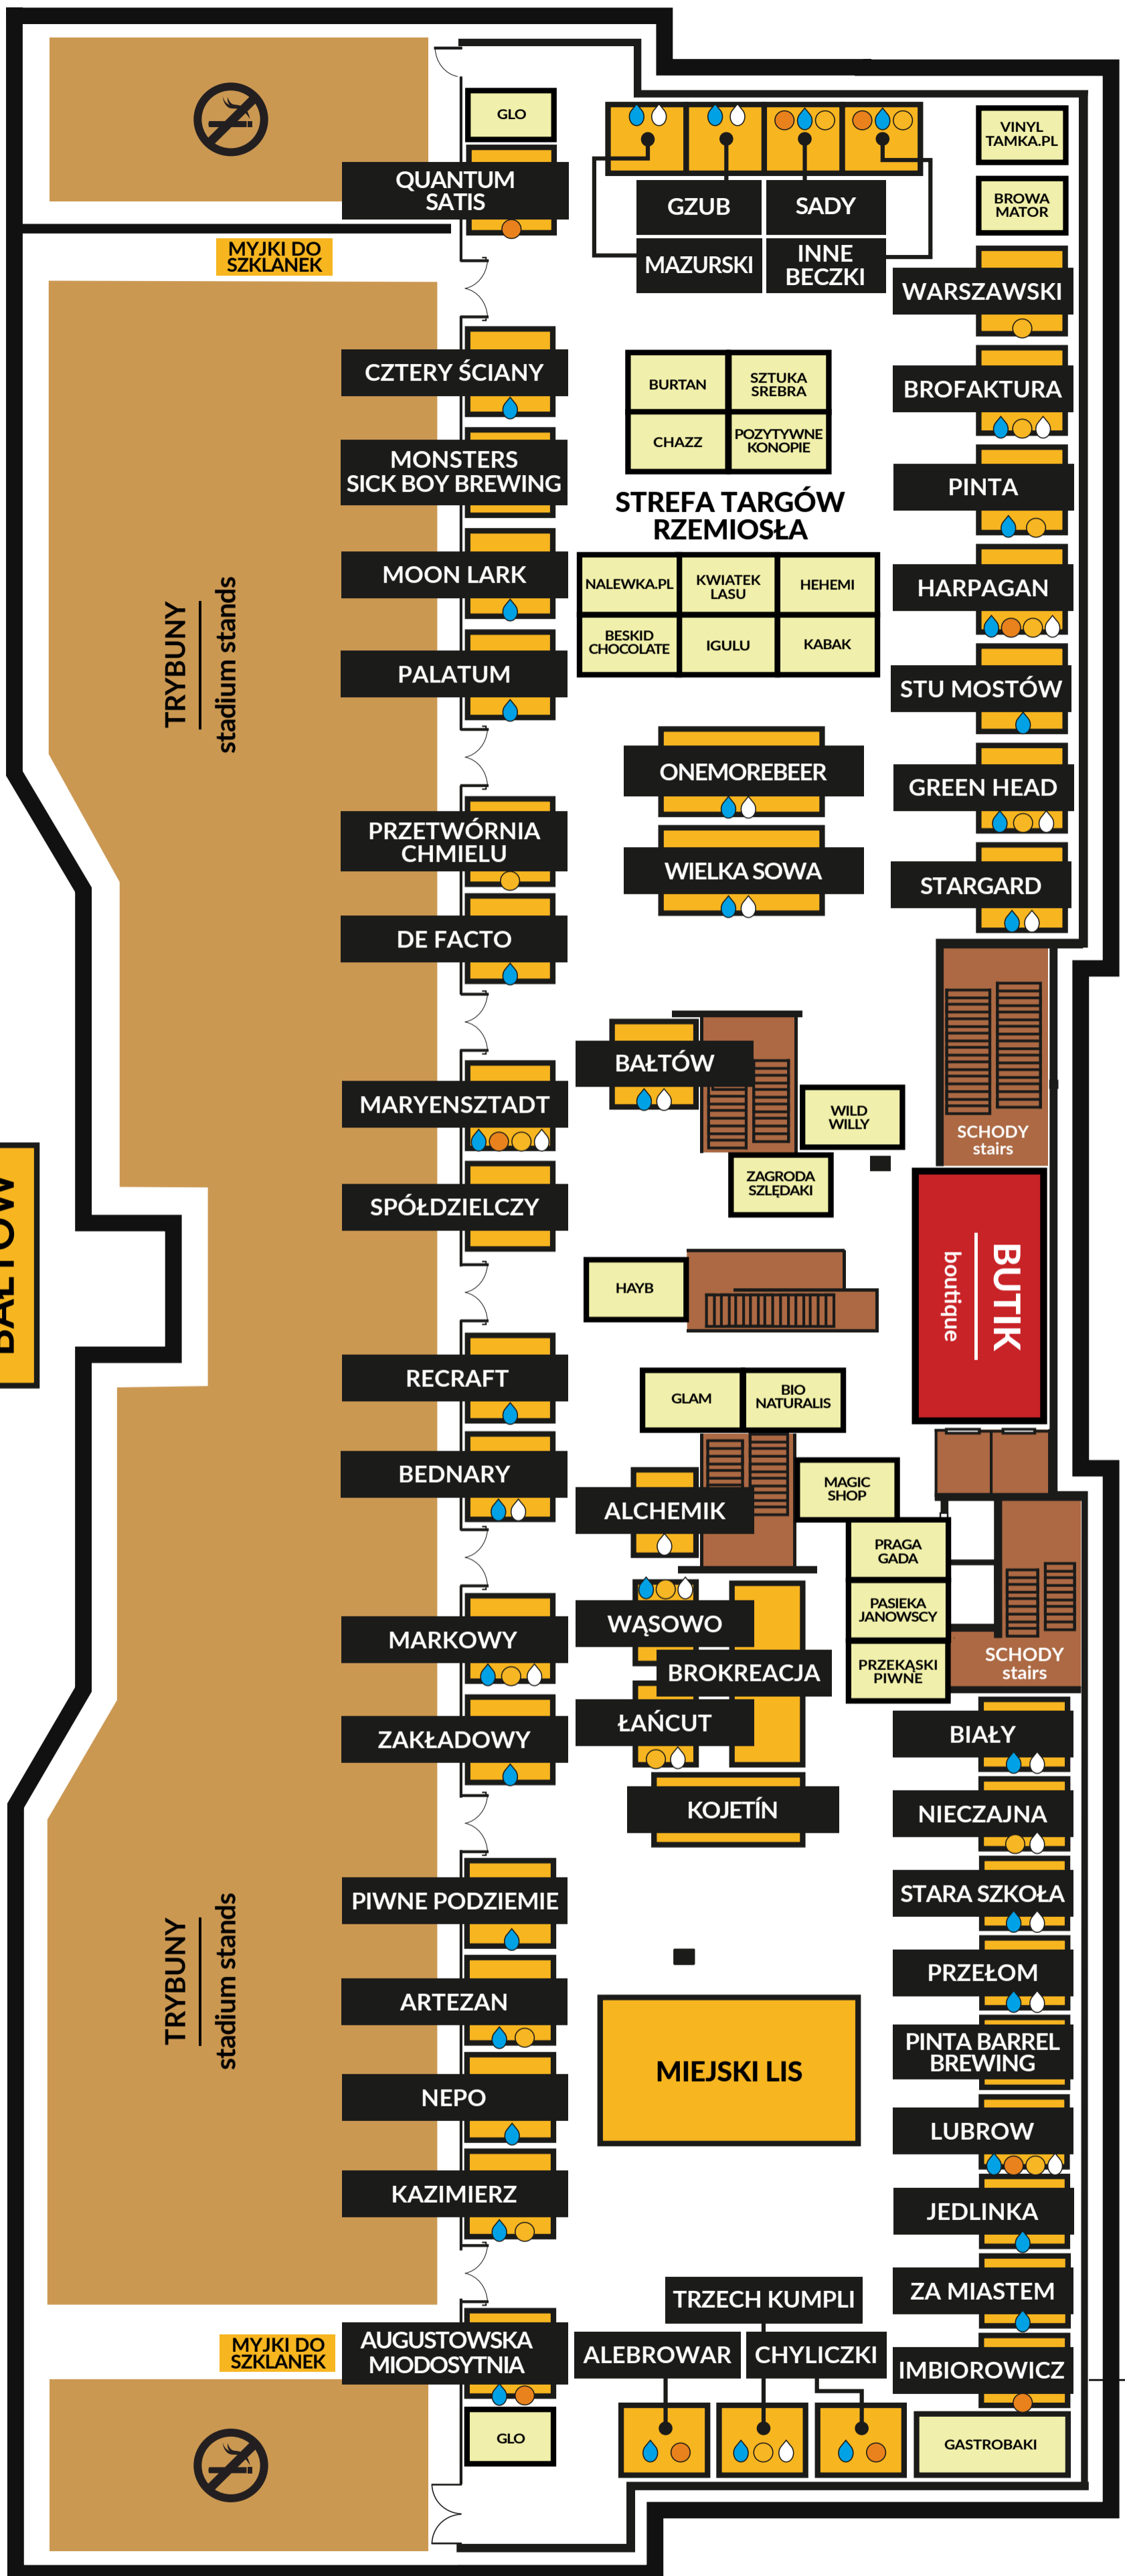 GLO
QUANTUM
SATIS
MYJKI DO
SZKLANEK
GZUB
SADY
MAZURSKI
INNE
BECZKI
VINYL
TAMKA.PL
BROWA
MATOR
WARSZAWSKI
BROFAKTURA
PINTA
HARPAGAN
STU MOSTÓW
GREEN HEAD
STARGARD
CZTERY ŚCIANY
MONSTERS
SICK BOY BREWING
MOON LARK
PALATUM
PRZETWÓRNIA
CHMIELU
DE FACTO
MARYENSZTADT
SPÓŁDZIELCZY
RECRAFT
BEDNARY
MARKOWY
ZAKŁADOWY
PIWNE PODZIEMIE
ARTEZAN
NEPO
KAZIMIERZ
AUGUSTOWSKA
MIODOSYTNIA
GLO
MYJKI DO
SZKLANEK
TRYBUNY
stadium stands
TRYBUNY
stadium stands
BURTAN
SZTUKA
SREBRA
CHAZZ
POZYTYWNE
KONOPIE
STREFA TARGÓW
RZEMIOSŁA
NALEWKA.PL
KWIATEK
LASU
HEHEMI
BESKID
CHOCOLATE
IGULU
KABAK
ONEMOREBEER
WIELKA SOWA
BAŁTÓW
BAŁTÓW
WILD
WILLY
ZAGRODA
SZLĘDAKI
SCHODY
stairs
BUTIK
boutique
HAYB
GLAM
BIO
NATURALIS
ALCHEMIK
MAGIC
SHOP
PRAGA
GADA
PASIEKA
JANOWSCY
PRZEKĄSKI
PIWNE
SCHODY
stairs
WĄSOWO
BROKREACJA
ŁAŃCUT
KOJETÍN
BIAŁY
NIECZAJNA
STARA SZKOŁA
PRZEŁOM
PINTA BARREL
BREWING
LUBROW
JEDLINKA
ZA MIASTEM
IMBIOROWICZ
GASTROBAKI
MIEJSKI LIS
TRZECH KUMPLI
ALEBROWAR
CHYLICZKI